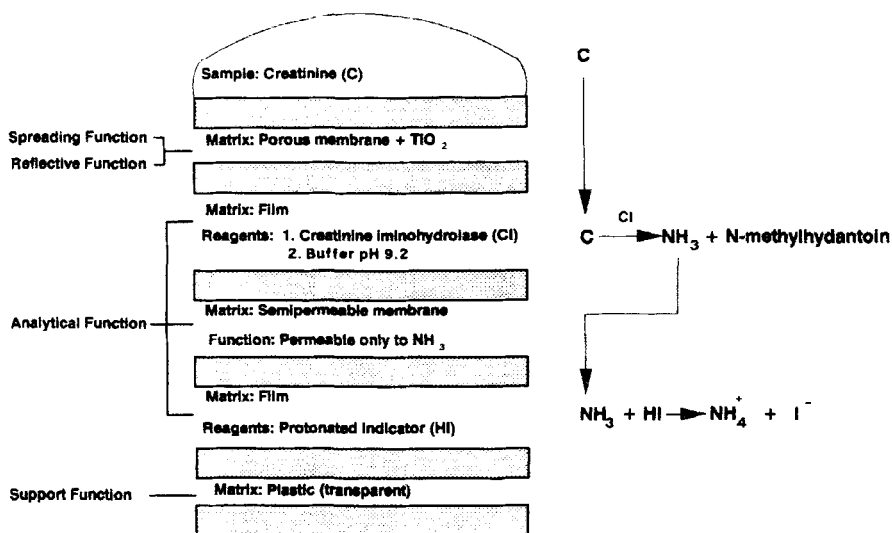 Sample: Creatinine (C)
Spreading Function
Reflective Function
Matrix: Porous membrane + TiO2
Matrix: Film
Reagents: 1. Creatinine iminohydrolase (CI)
2. Buffer pH 9.2
Analytical Function
Matrix: Semipermeable membrane
Function: Permeable only to NH3
Matrix: Film
Reagents: Protonated Indicator (HI)
Support Function
Matrix: Plastic (transparent)
C
CI
C → NH3 + N-methylhydantoin
NH3 + HI → NH4+ + I-